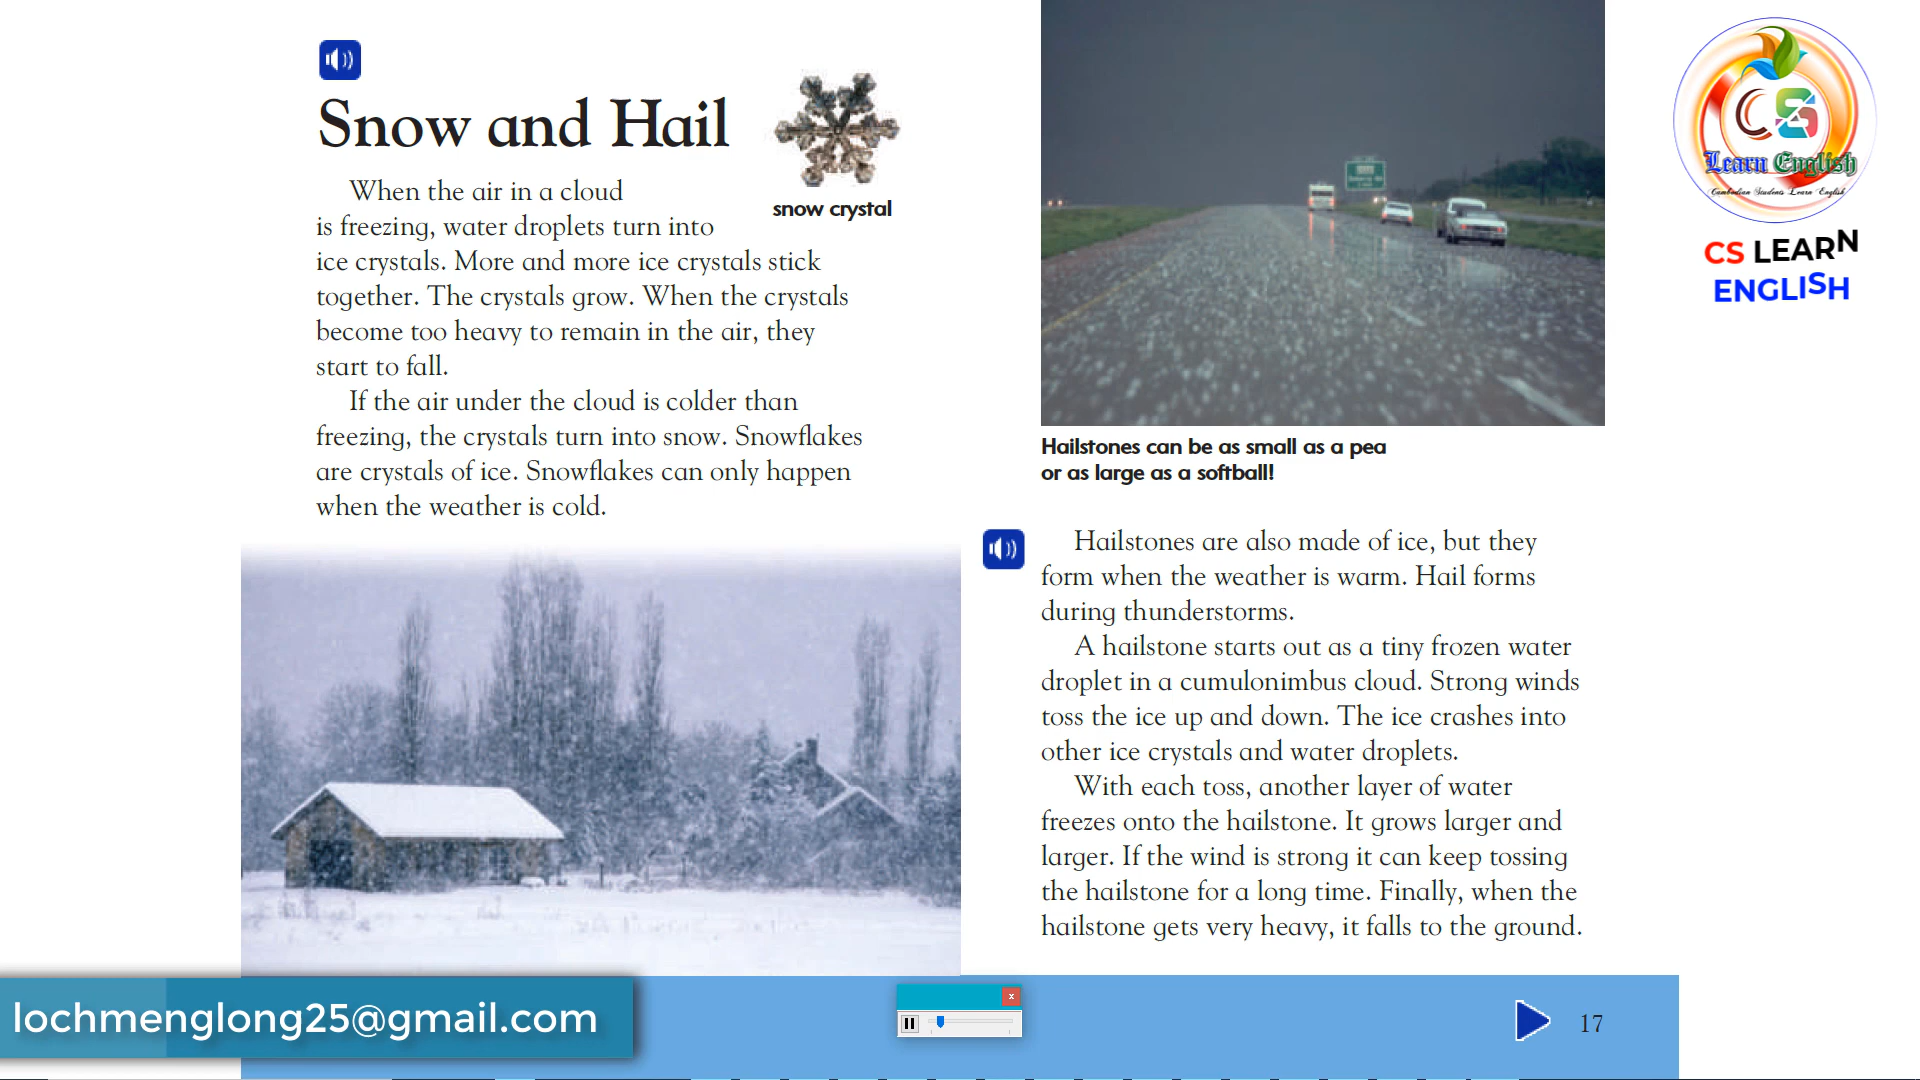 Snow and Hail
snow crystal
When the air in a cloud
is freezing, water droplets turn into
ice crystals. More and more ice crystals stick
together. The crystals grow. When the crystals
become too heavy to remain in the air, they
start to fall.
If the air under the cloud is colder than
freezing, the crystals turn into snow. Snowflakes
are crystals of ice. Snowflakes can only happen
when the weather is cold.
Hailstones can be as small as a pea
or as large as a softball!
Hailstones are also made of ice, but they
form when the weather is warm. Hail forms
during thunderstorms.
A hailstone starts out as a tiny frozen water
droplet in a cumulonimbus cloud. Strong winds
toss the ice up and down. The ice crashes into
other ice crystals and water droplets.
With each toss, another layer of water
freezes onto the hailstone. It grows larger and
larger. If the wind is strong it can keep tossing
the hailstone for a long time. Finally, when the
hailstone gets very heavy, it falls to the ground.
17
CS
Learn English
Cambodian Students Learn English
CS LEARN
ENGLISH
lochmenglong25@gmail.com